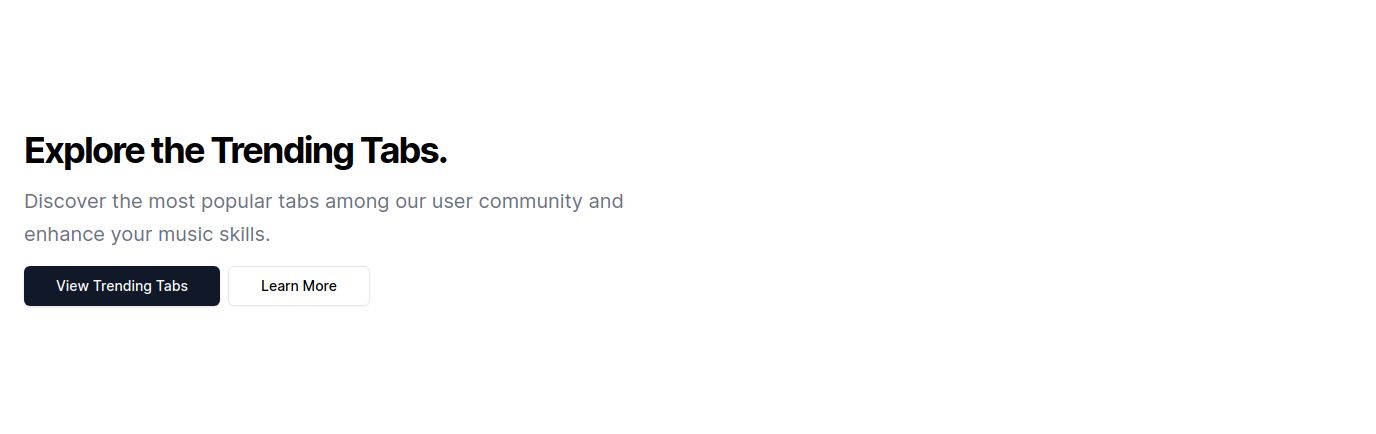 Explore the Trending Tabs.
Discover the most popular tabs among our user community and
enhance your music skills.
View Trending Tabs
Learn More